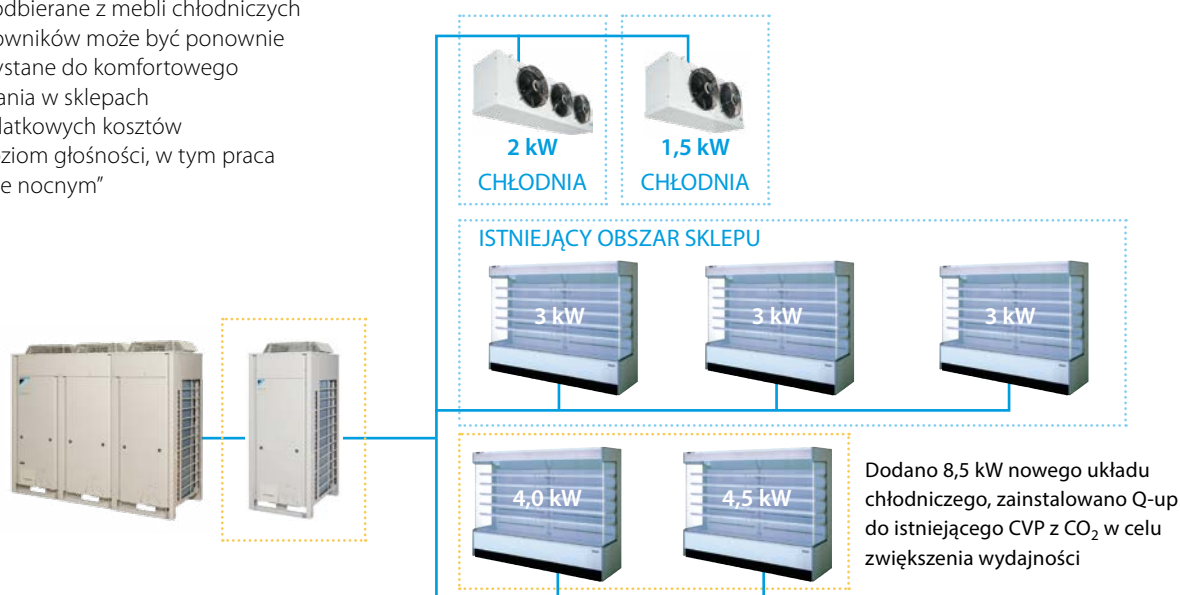 odbierane z mebli chłodniczych
owników może być ponownie
ystane do komfortowego
ania w sklepach
datkowych kosztów
ziom głośności, w tym praca
e nocnym”
2 kW
CHŁODNIA
1,5 kW
CHŁODNIA
ISTNIEJĄCY OBSZAR SKLEPU
3 kW
3 kW
3 kW
4,0 kW
4,5 kW
Dodano 8,5 kW nowego układu
chłodniczego, zainstalowano Q-up
do istniejącego CVP z CO₂ w celu
zwiększenia wydajności